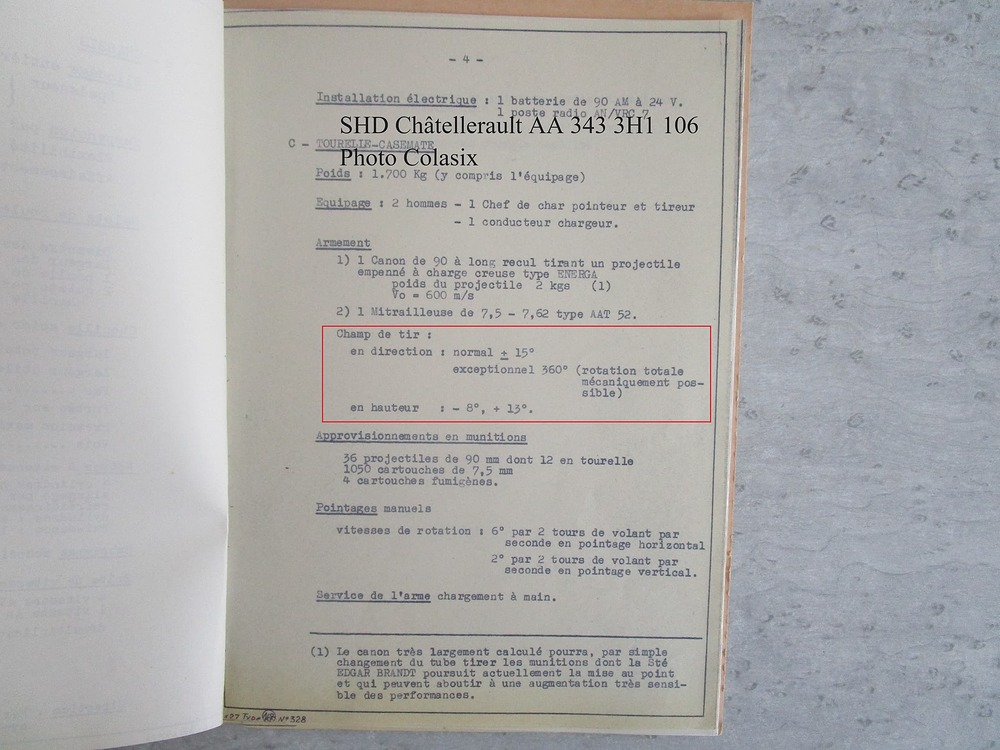 - 4 -
Installation électrique : 1 batterie de 90 AM à 24 V.
1 poste radio AN/VRC 7
SHD Châtellerault AA 343 3H1 106
C - TOURELLE-CASEMATE
Photo Colasix
Poids : 1.700 Kg (y compris l'équipage)
Equipage : 2 hommes - 1 Chef de char pointeur et tireur
- 1 conducteur chargeur.
Armement
1) 1 Canon de 90 à long recul tirant un projectile
empenné à charge creuse type ENERGA
poids du projectile 2 kgs (1)
Vo = 600 m/s
2) 1 Mitrailleuse de 7,5 - 7,62 type AAT 52.
Champ de tir :
en direction : normal ± 15°
exceptionnel 360° (rotation totale
mécaniquement pos-
sible)
en hauteur : - 8°, + 13°.
Approvisionnements en munitions
36 projectiles de 90 mm dont 12 en tourelle
1050 cartouches de 7,5 mm
4 cartouches fumigènes.
Pointages manuels
vitesses de rotation : 6° par 2 tours de volant par
seconde en pointage horizontal
2° par 2 tours de volant par
seconde en pointage vertical.
Service de l'arme chargement à main.
(1) Le canon très largement calculé pourra, par simple
changement du tube tirer les munitions dont la Sté
EDGAR BRANDT poursuit actuellement la mise au point
et qui peuvent aboutir à une augmentation très sensi-
ble des performances.
N° 328